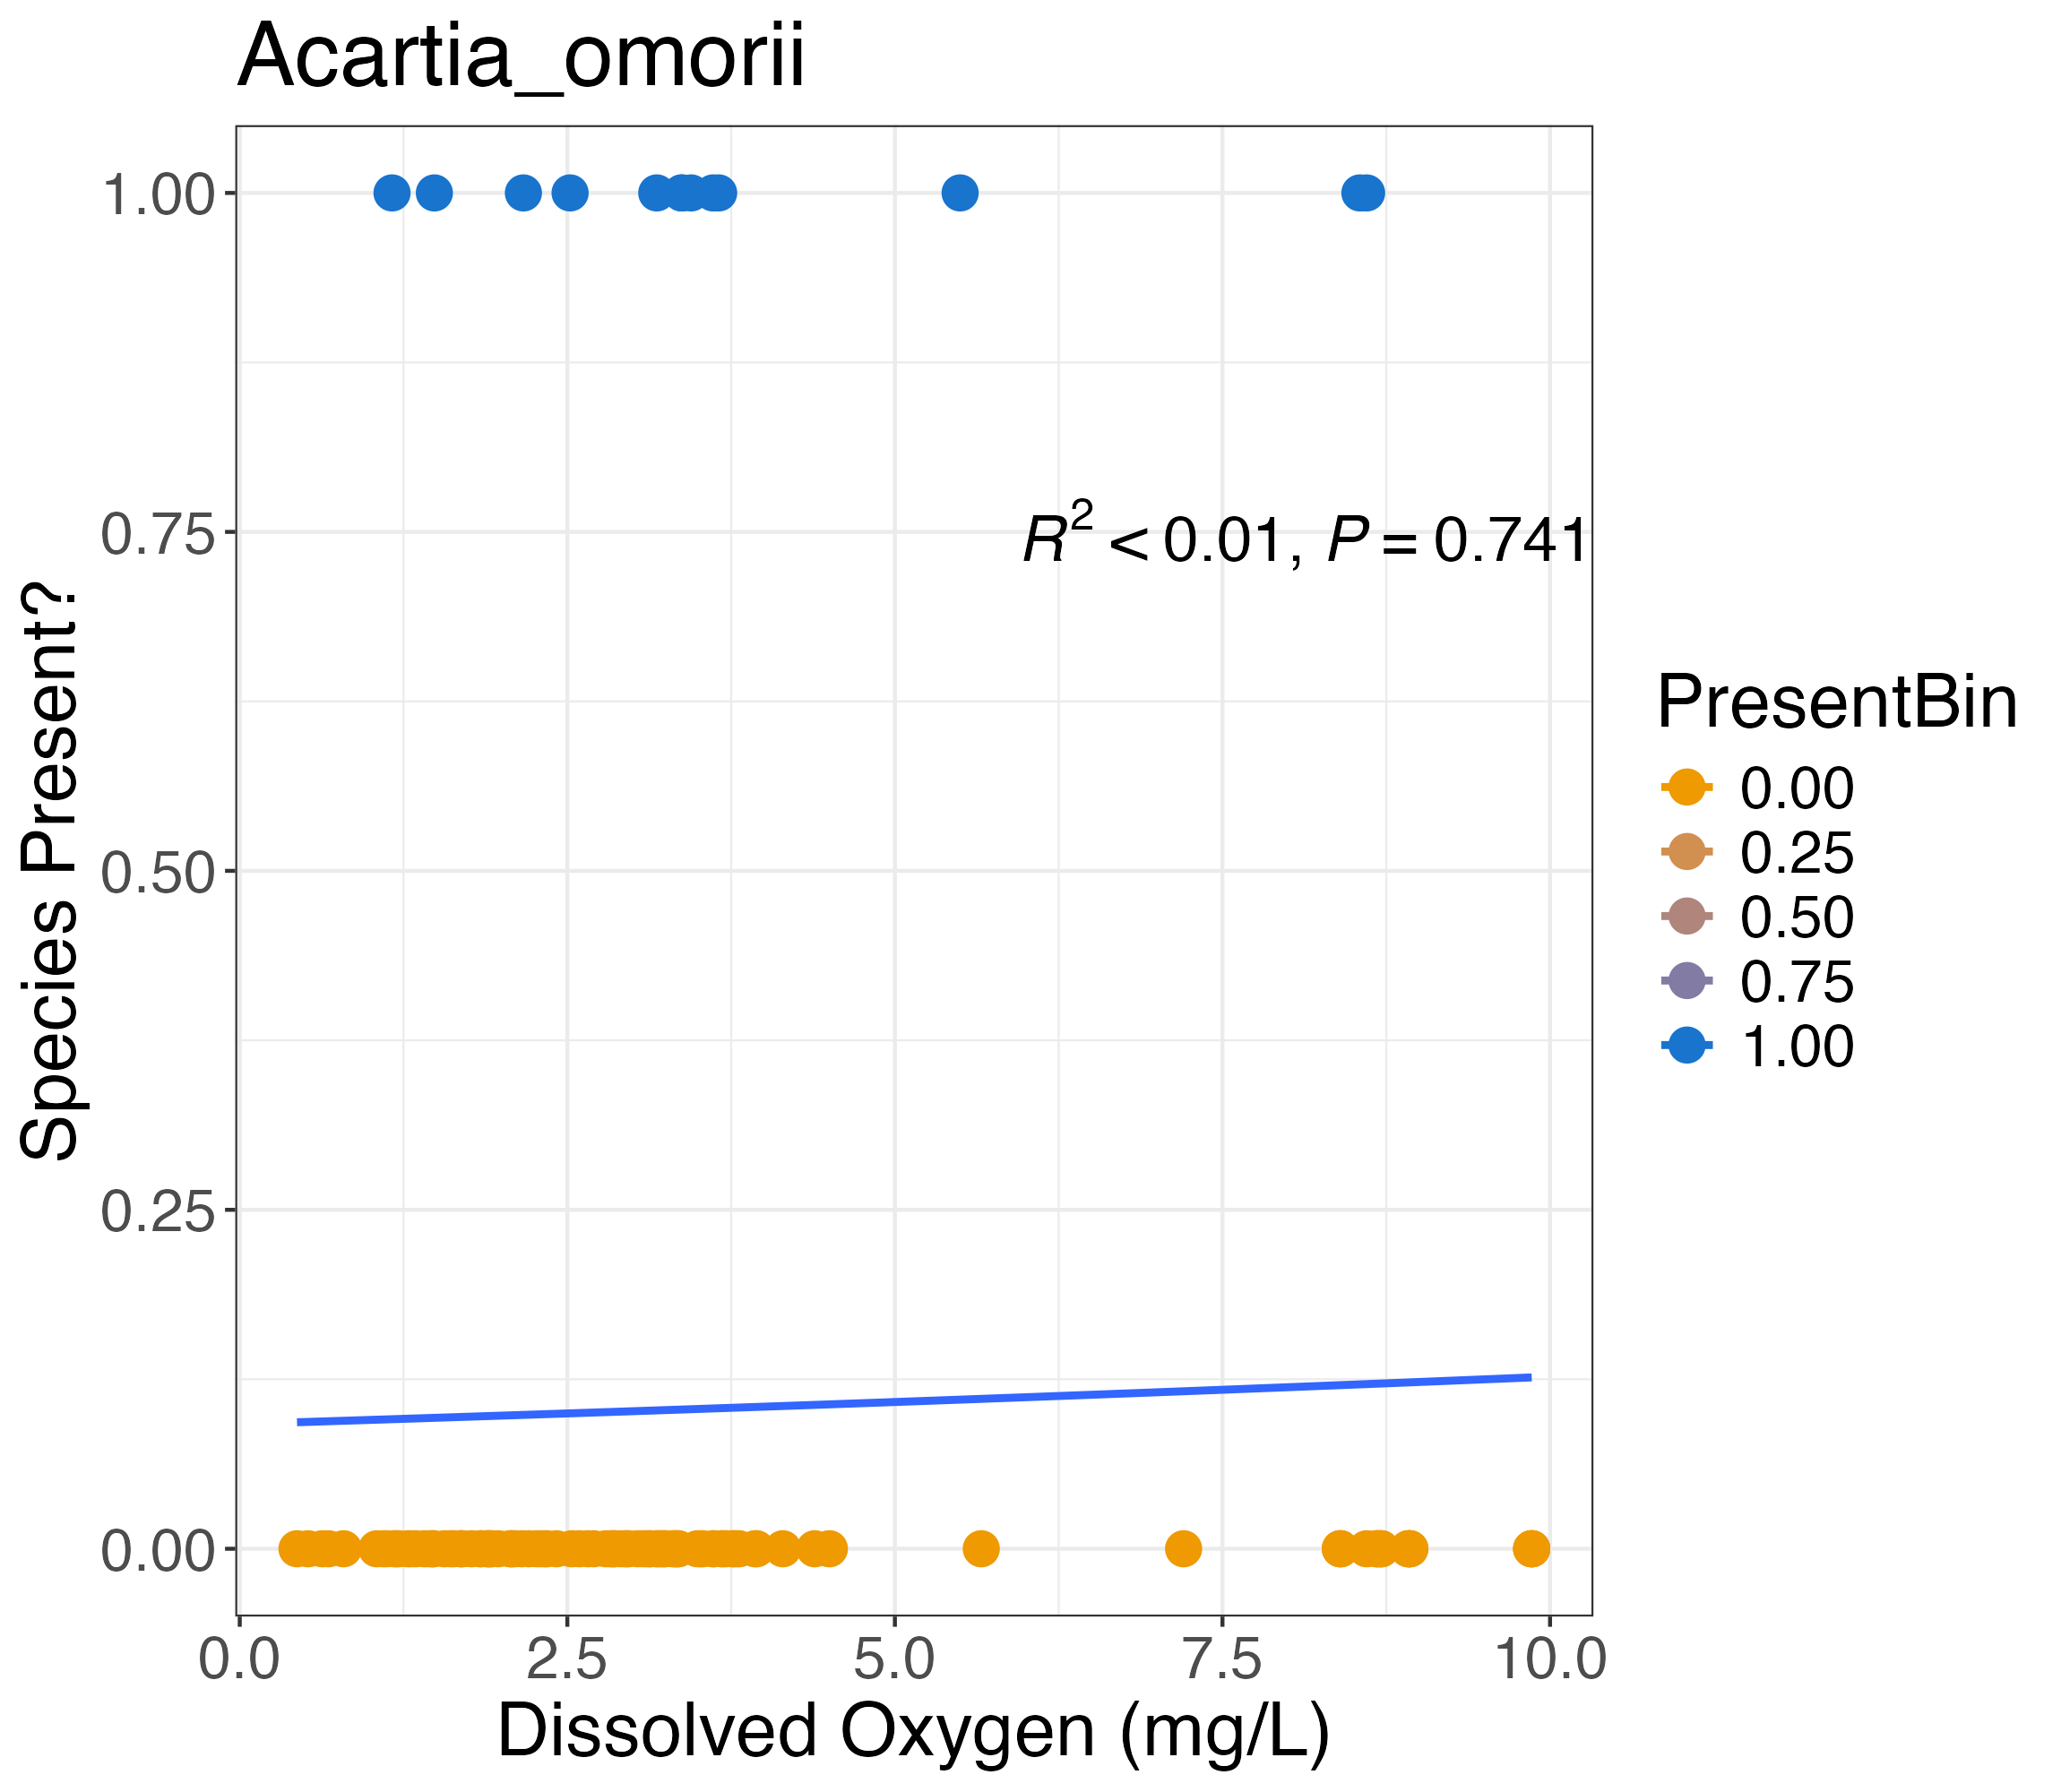 Acartia_omorii
Species Present?
1.00
0.75
0.50
0.25
0.00
R² < 0.01, P = 0.741
0.0 2.5 5.0 7.5 10.0
Dissolved Oxygen (mg/L)
PresentBin
0.00
0.25
0.50
0.75
1.00